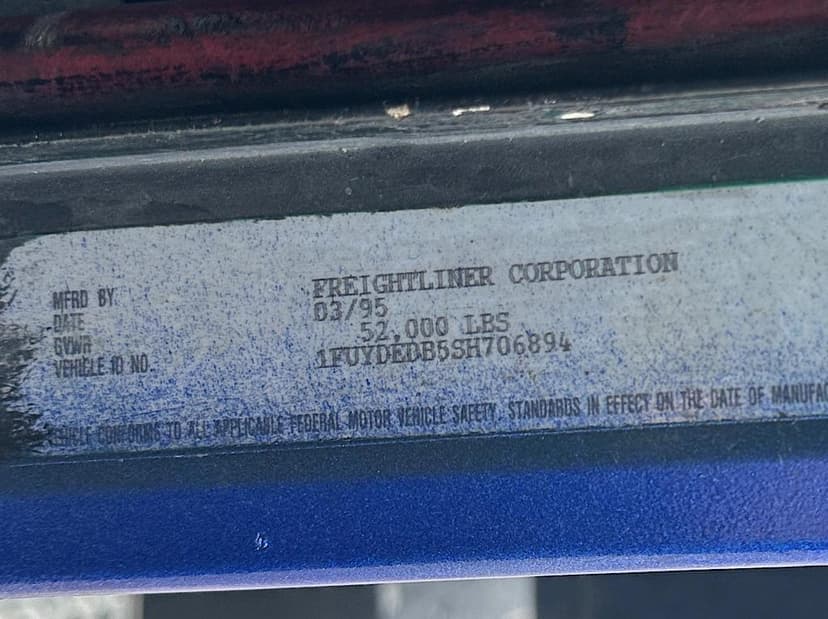 MFRD BY FREIGHTLINER CORPORATION
DATE 03/95
GVWR 52,000 LBS
VEHICLE ID NO. 1FUYDEDB5SH706894
VEHICLE CONFORMS TO ALL APPLICABLE FEDERAL MOTOR VEHICLE SAFETY STANDARDS IN EFFECT ON THE DATE OF MANUFAC